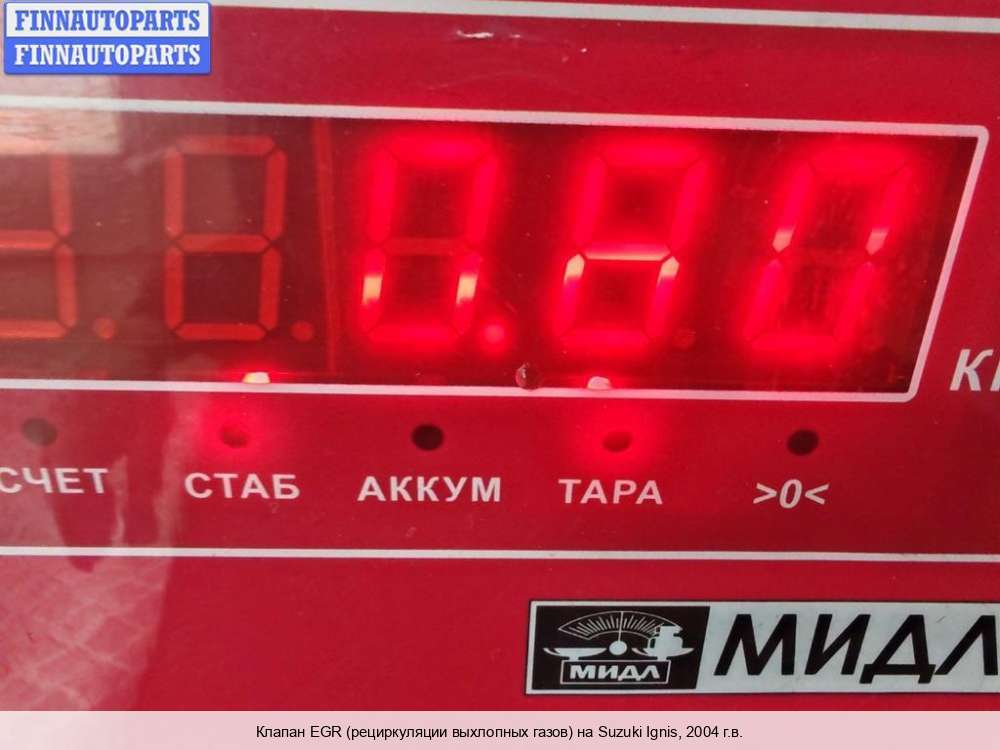 FINNAUTOPARTS
FINNAUTOPARTS
0.80
СЧЕТ СТАБ АККУМ ТАРА >0<
МИДЛ
МИДЛ
Клапан EGR (рециркуляции выхлопных газов) на Suzuki Ignis, 2004 г.в.